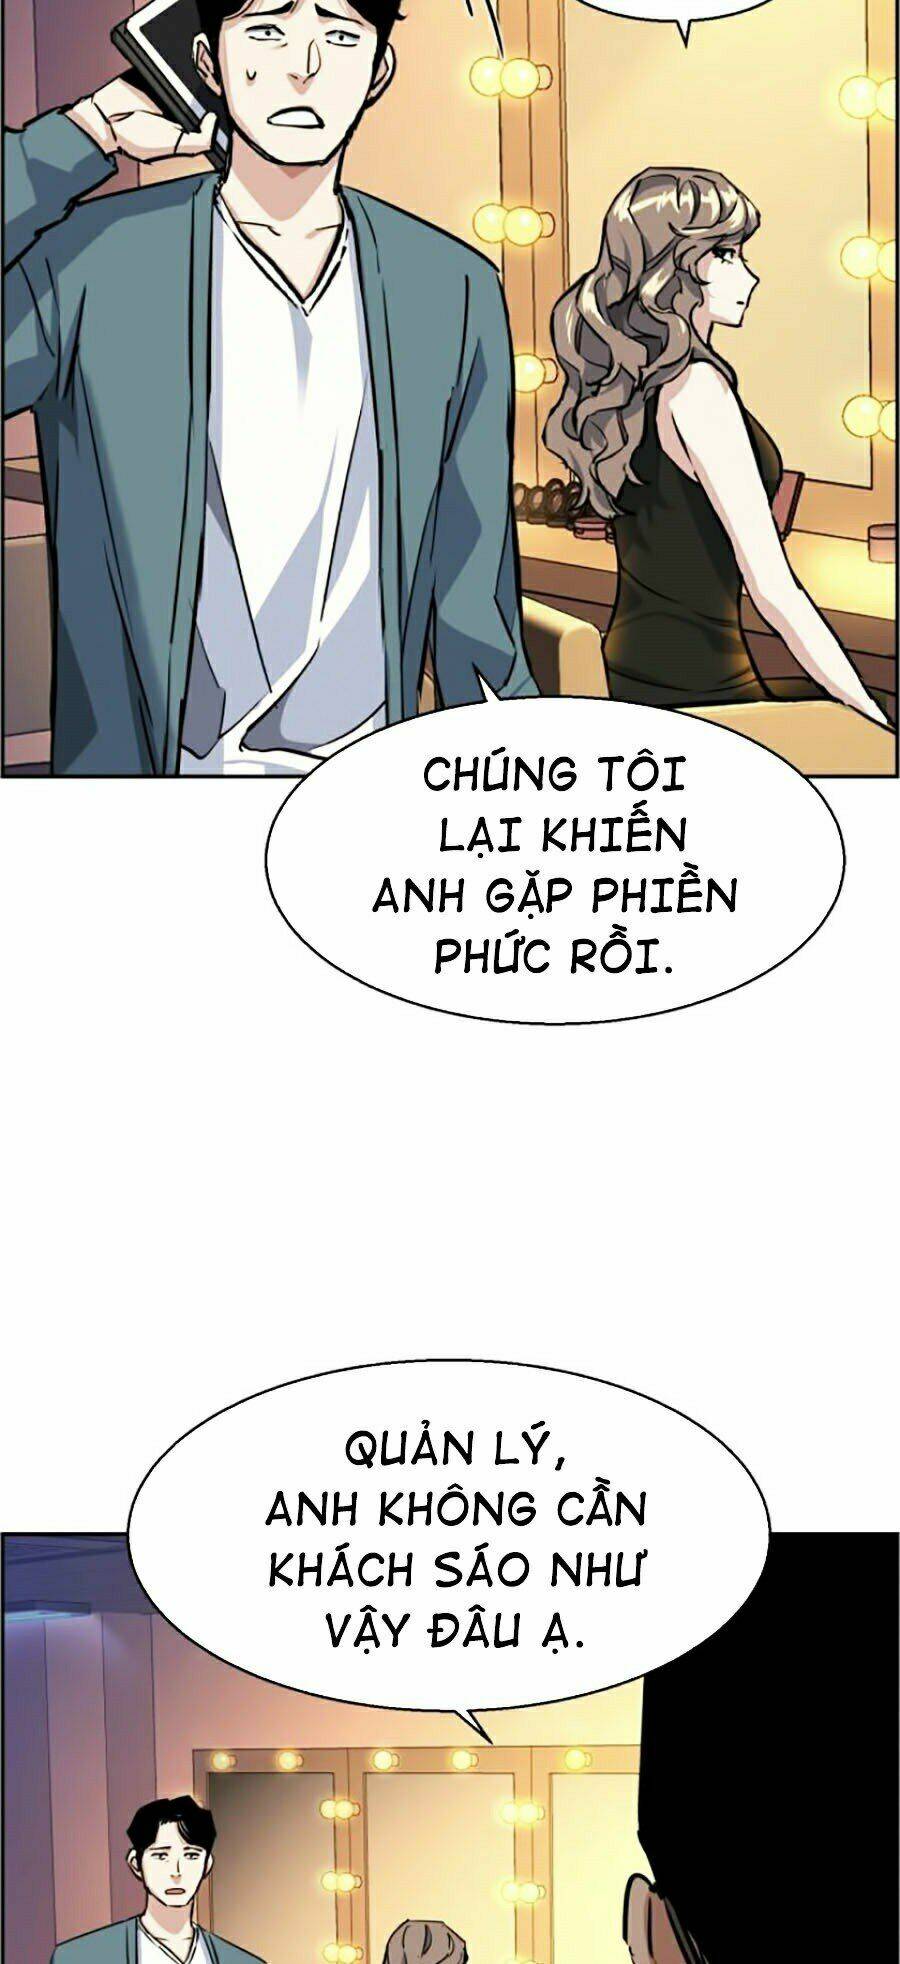 CHÚNG TÔI
LẠI KHIẾN
ANH GẶP PHIỀN
PHỨC RỒI.
QUẢN LÝ,
ANH KHÔNG CẦN
KHÁCH SÁO NHƯ
VẬY ĐÂU Ạ.